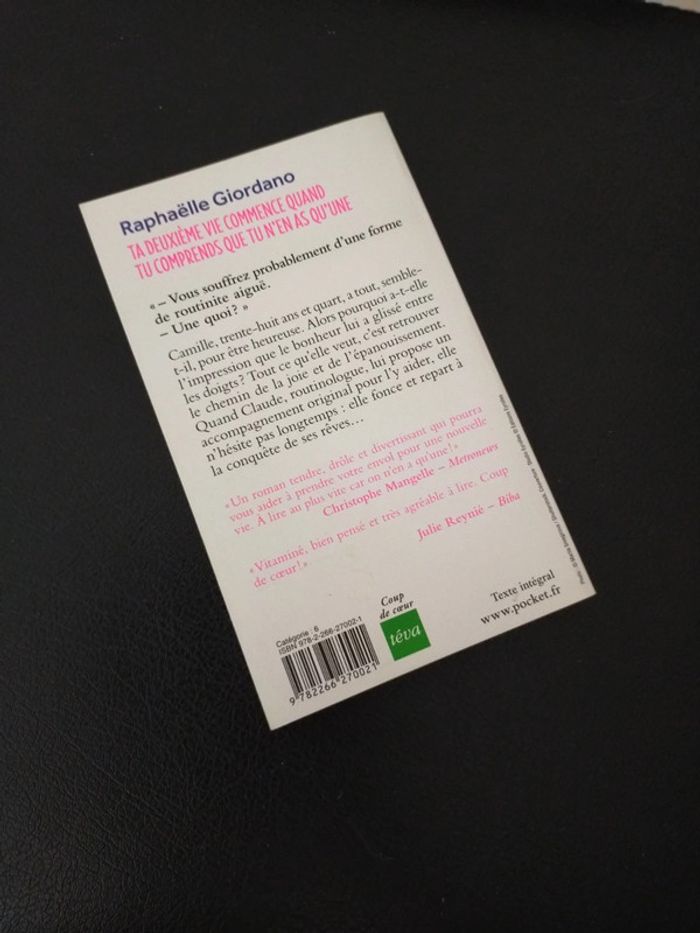 Raphaëlle Giordano
TA DEUXIÈME VIE COMMENCE QUAND
TU COMPRENDS QUE TU N'EN AS QU'UNE
« – Vous souffrez probablement d'une forme
de routinite aiguë.
– Une quoi ? »
Camille, trente-huit ans et quart, a tout, semble-
t-il, pour être heureuse. Alors pourquoi a-t-elle
l'impression que le bonheur lui a glissé entre
les doigts ? Tout ce qu'elle veut, c'est retrouver
le chemin de la joie et de l'épanouissement.
Quand Claude, routinologue, lui propose un
accompagnement original pour l'y aider, elle
n'hésite pas longtemps : elle fonce et repart à
la conquête de ses rêves…
« Un roman tendre, drôle et divertissant qui pourra
vous aider à prendre votre envol pour une nouvelle
vie. À lire au plus vite car on n'en a qu'une ! »
Christophe Mangelle – Metronews
« Vitaminé, bien pensé et très agréable à lire. Coup
de cœur ! »
Julie Reynié – Biba
Texte intégral
www.pocket.fr
Coup
de cœur
téva
Catégorie : 6
ISBN 978-2-266-27002-1
9 782266 270021